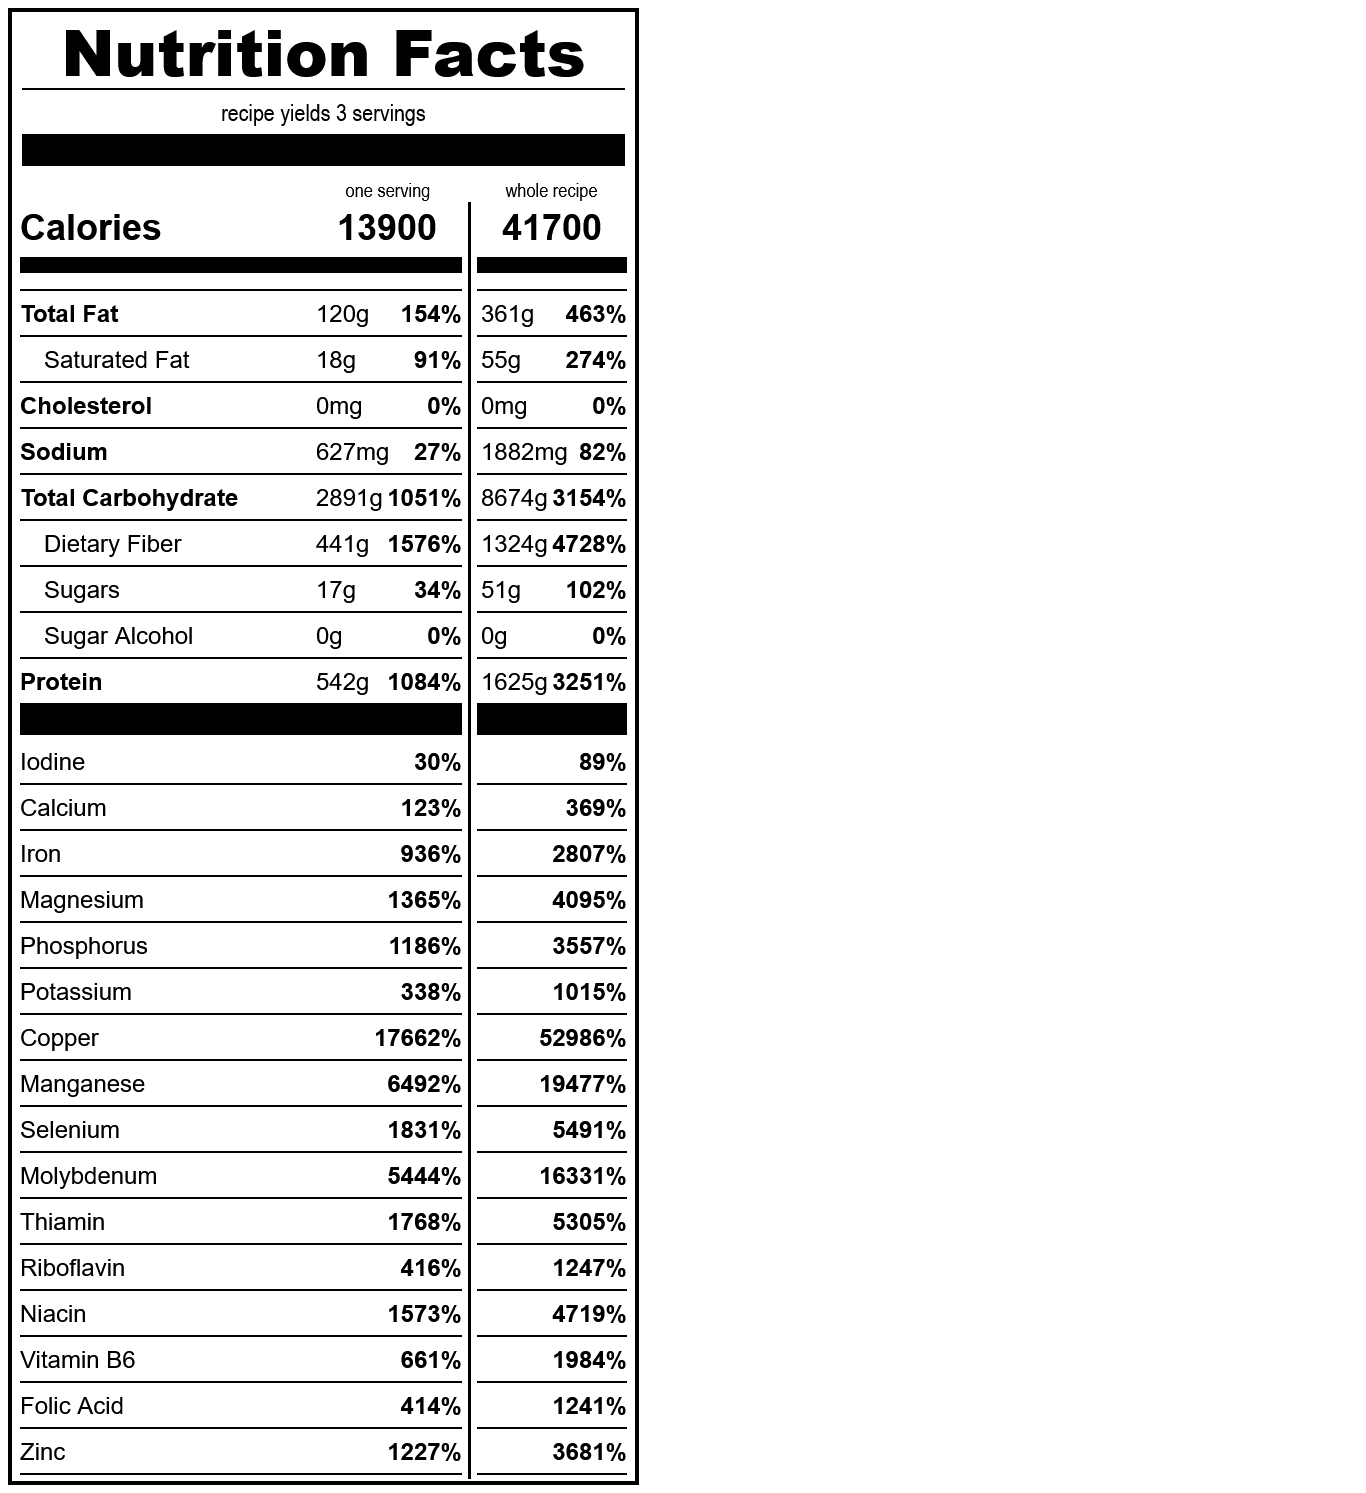 Nutrition Facts
recipe yields 3 servings
one serving whole recipe
Calories 13900 41700
Total Fat 120g 154% 361g 463%
Saturated Fat 18g 91% 55g 274%
Cholesterol 0mg 0% 0mg 0%
Sodium 627mg 27% 1882mg 82%
Total Carbohydrate 2891g 1051% 8674g 3154%
Dietary Fiber 441g 1576% 1324g 4728%
Sugars 17g 34% 51g 102%
Sugar Alcohol 0g 0% 0g 0%
Protein 542g 1084% 1625g 3251%
Iodine 30% 89%
Calcium 123% 369%
Iron 936% 2807%
Magnesium 1365% 4095%
Phosphorus 1186% 3557%
Potassium 338% 1015%
Copper 17662% 52986%
Manganese 6492% 19477%
Selenium 1831% 5491%
Molybdenum 5444% 16331%
Thiamin 1768% 5305%
Riboflavin 416% 1247%
Niacin 1573% 4719%
Vitamin B6 661% 1984%
Folic Acid 414% 1241%
Zinc 1227% 3681%